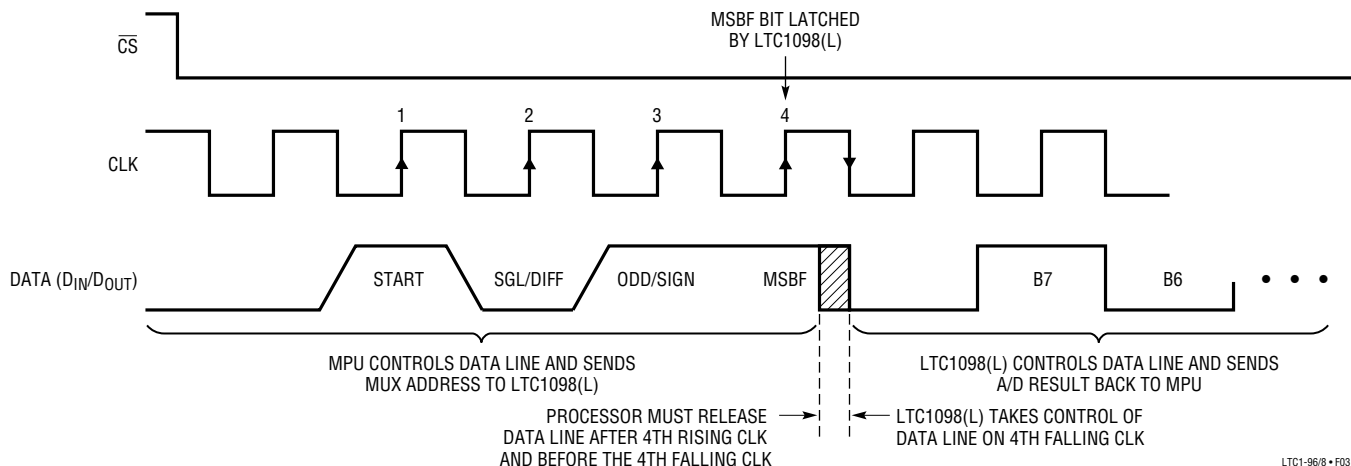 MSBF BIT LATCHED
BY LTC1098(L)
CS
1 2 3 4
CLK
DATA (DIN/DOUT)
START SGL/DIFF ODD/SIGN MSBF B7 B6 • • •
MPU CONTROLS DATA LINE AND SENDS
MUX ADDRESS TO LTC1098(L)
LTC1098(L) CONTROLS DATA LINE AND SENDS
A/D RESULT BACK TO MPU
PROCESSOR MUST RELEASE
DATA LINE AFTER 4TH RISING CLK
AND BEFORE THE 4TH FALLING CLK
LTC1098(L) TAKES CONTROL OF
DATA LINE ON 4TH FALLING CLK
LTC1-96/8 • F03